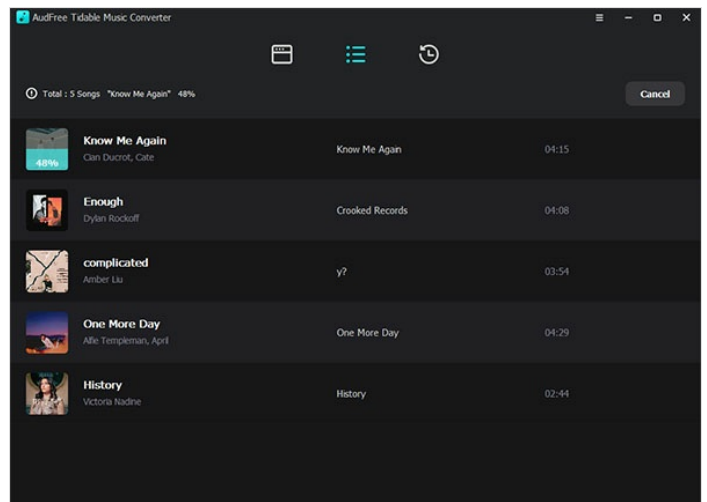 AudFree Tidable Music Converter
Total : 5 Songs "Know Me Again" 48%
Cancel
48%
Know Me Again
Cian Ducrot, Cate
Know Me Again
04:15
Enough
Dylan Rockoff
Crooked Records
04:08
complicated
Amber Liu
y?
03:54
One More Day
Alfie Templeman, April
One More Day
04:29
History
Victoria Nadine
History
02:44